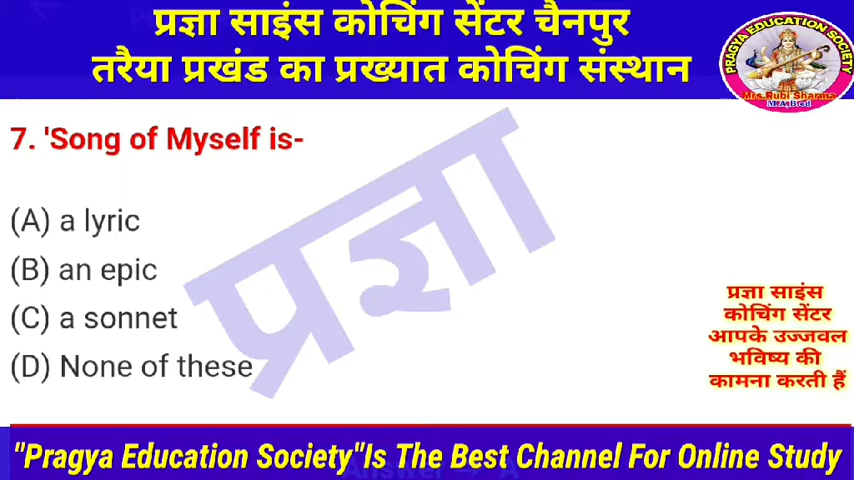 प्रज्ञा साइंस कोचिंग सेंटर चैनपुर
तरैया प्रखंड का प्रख्यात कोचिंग संस्थान
PRAGYA EDUCATION SOCIETY
Mrs.Rubi Sharma
M.A, B.ed
7. 'Song of Myself is-
(A) a lyric
(B) an epic
(C) a sonnet
(D) None of these
प्रज्ञा
प्रज्ञा साइंस
कोचिंग सेंटर
आपके उज्जवल
भविष्य की
कामना करती हैं
"Pragya Education Society"Is The Best Channel For Online Study